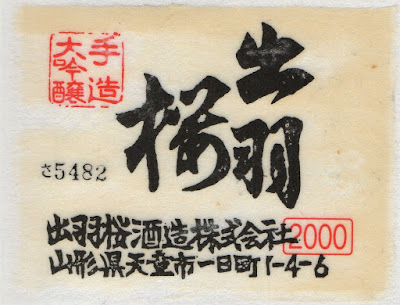 手造
大吟醸
出羽
桜
さ5482
出羽桜酒造株式会社
2000
山形県天童市一日町1-4-6